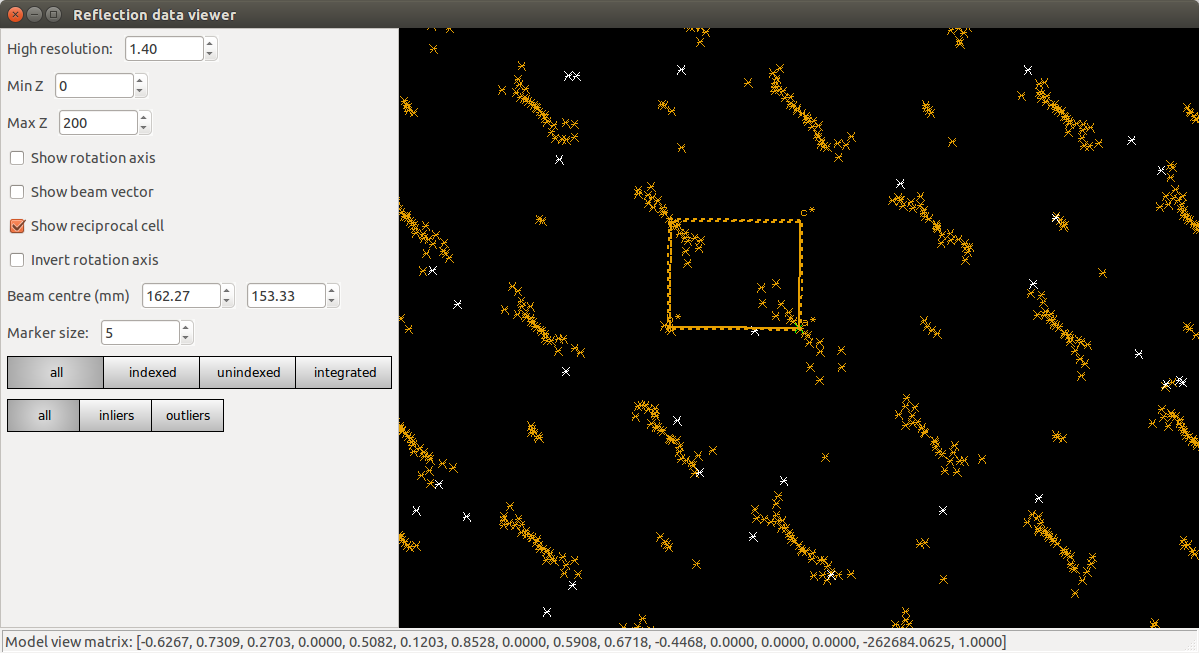 Reflection data viewer
High resolution: 1.40
Min Z 0
Max Z 200
Show rotation axis
Show beam vector
Show reciprocal cell
Invert rotation axis
Beam centre (mm) 162.27 153.33
Marker size: 5
all indexed unindexed integrated
all inliers outliers
c*
*
a*
Model view matrix: [-0.6267, 0.7309, 0.2703, 0.0000, 0.5082, 0.1203, 0.8528, 0.0000, 0.5908, 0.6718, -0.4468, 0.0000, 0.0000, 0.0000, -262684.0625, 1.0000]